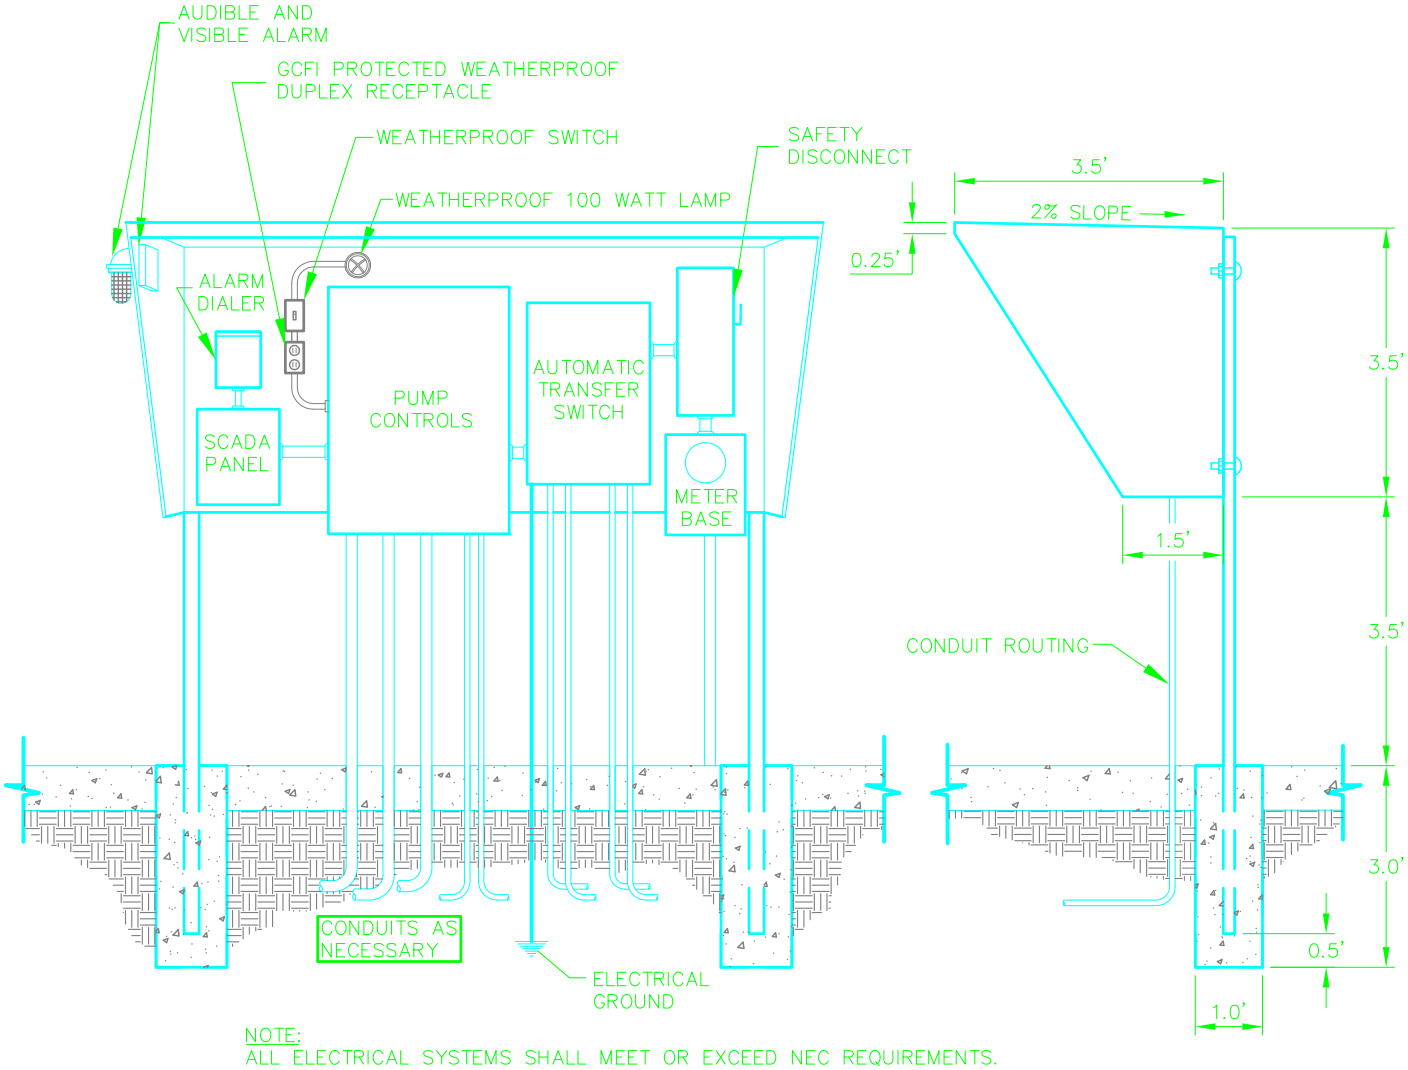 AUDIBLE AND
VISIBLE ALARM
GCFI PROTECTED WEATHERPROOF
DUPLEX RECEPTACLE
WEATHERPROOF SWITCH
WEATHERPROOF 100 WATT LAMP
SAFETY
DISCONNECT
ALARM
DIALER
SCADA
PANEL
PUMP
CONTROLS
AUTOMATIC
TRANSFER
SWITCH
METER
BASE
CONDUITS AS
NECESSARY
ELECTRICAL
GROUND
3.5'
2% SLOPE
0.25'
3.5'
1.5'
3.5'
CONDUIT ROUTING
3.0'
0.5'
1.0'
NOTE:
ALL ELECTRICAL SYSTEMS SHALL MEET OR EXCEED NEC REQUIREMENTS.